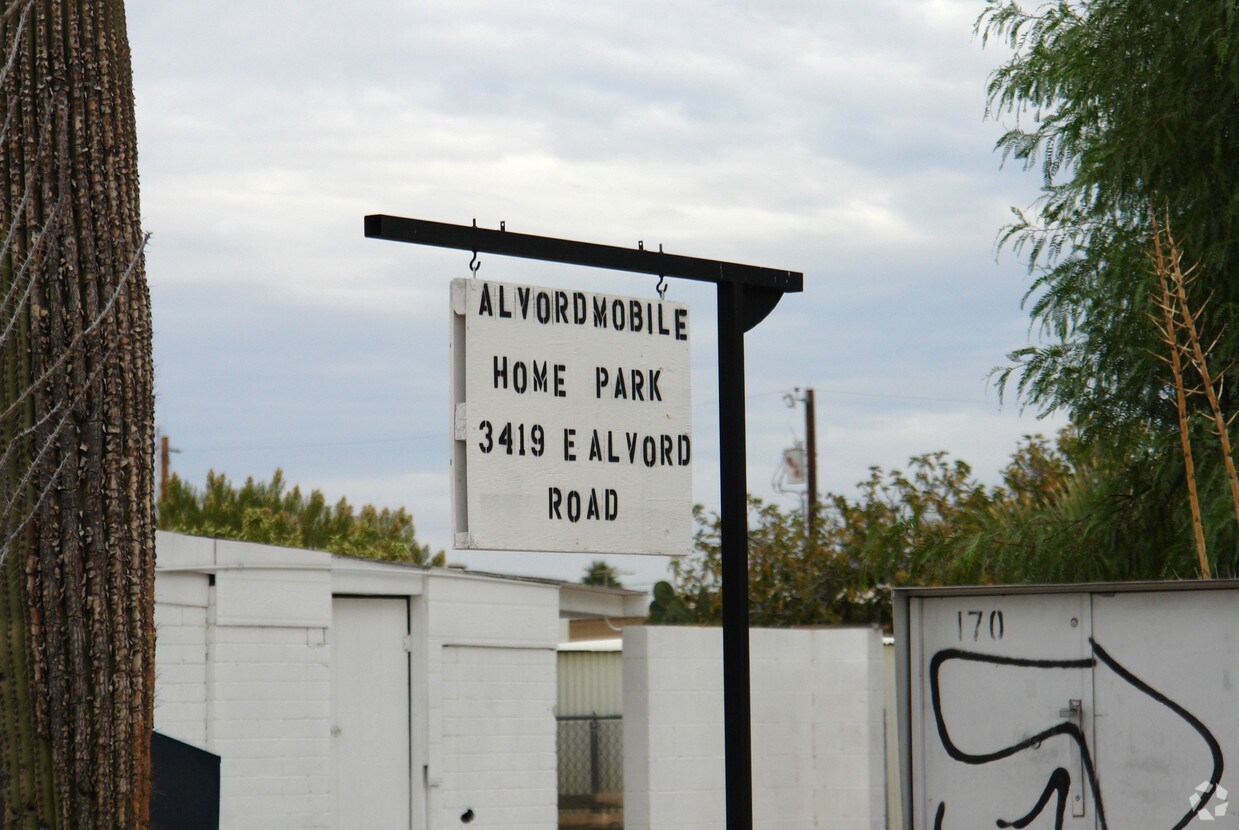 ALVORDMOBILE
HOME PARK
3419 E ALVORD
ROAD
170